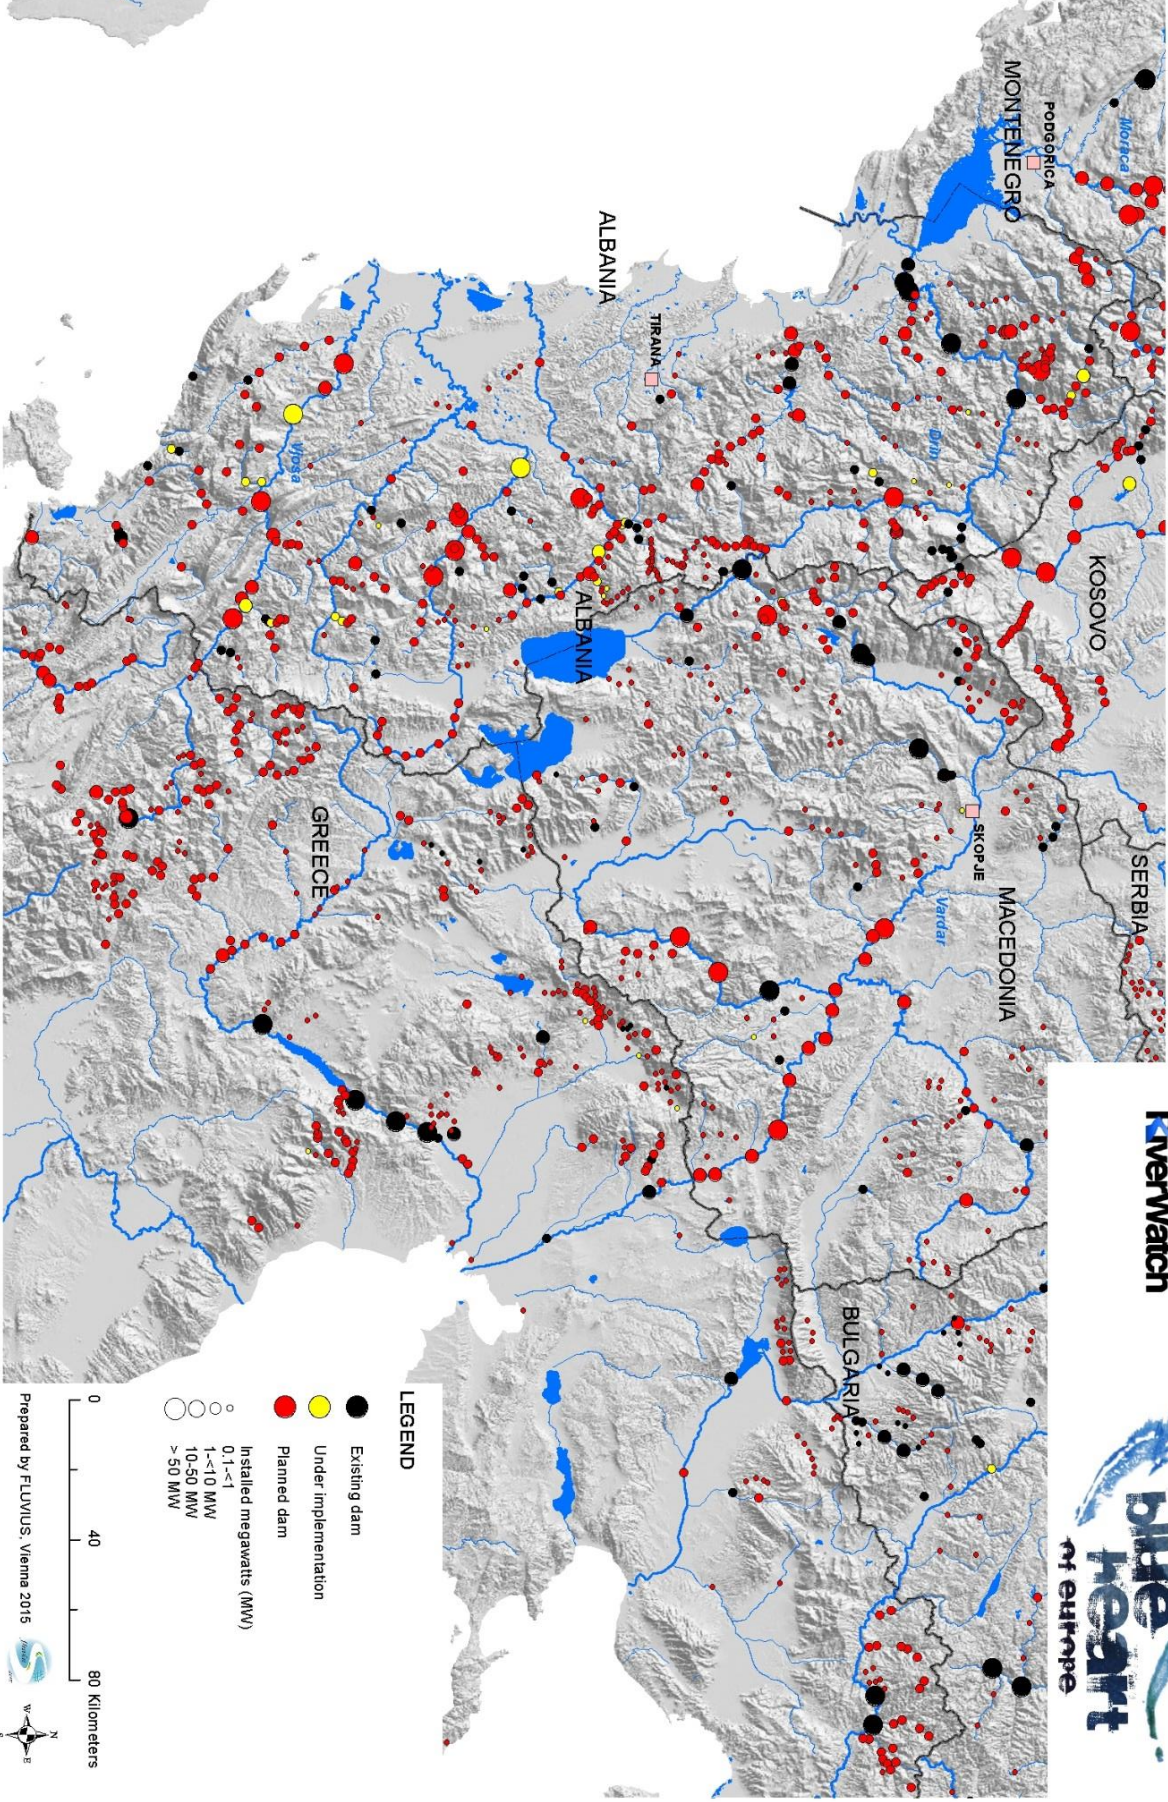 Moraca
PODGORICA
MONTENEGRO
KOSOVO
SERBIA
Riverwatch
blue
heart
of europe
Drin
SKOPJE
MACEDONIA
Vardar
ALBANIA
TIRANA
ALBANIA
BULGARIA
Vjosa
GREECE
LEGEND
Existing dam
Under implementation
Planned dam
Installed megawatts (MW)
0.1-<1
1-<10 MW
10-50 MW
> 50 MW
0 40 80 Kilometers
Prepared by FLUVIUS, Vienna 2015
N
W E